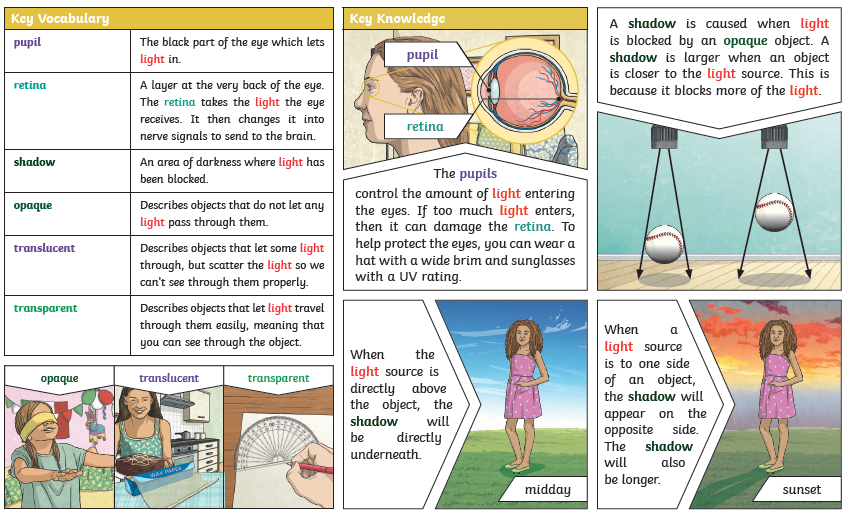 Key Vocabulary
pupil
The black part of the eye which lets
light in.
retina
A layer at the very back of the eye.
The retina takes the light the eye
receives. It then changes it into
nerve signals to send to the brain.
shadow
An area of darkness where light has
been blocked.
opaque
Describes objects that do not let any
light pass through them.
translucent
Describes objects that let some light
through, but scatter the light so we
can't see through them properly.
transparent
Describes objects that let light travel
through them easily, meaning that
you can see through the object.
opaque
translucent
WAX PAPER
transparent
Key Knowledge
pupil
retina
The pupils
control the amount of light entering
the eyes. If too much light enters,
then it can damage the retina. To
help protect the eyes, you can wear a
hat with a wide brim and sunglasses
with a UV rating.
A shadow is caused when light
is blocked by an opaque object. A
shadow is larger when an object
is closer to the light source. This is
because it blocks more of the light.
When the
light source is
directly above
the object, the
shadow will
be directly
underneath.
midday
When a
light source
is to one side
of an object,
the shadow will
appear on the
opposite side.
The shadow
will also
be longer.
sunset